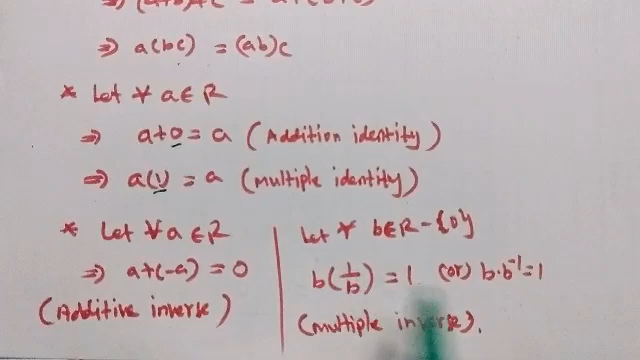 ⇒ a(bc) = (ab)c
* Let ∀ a∈R
⇒ a+0 = a (Addition identity)
⇒ a(1) = a (multiple identity)
* Let ∀ a∈R
⇒ a+(-a) = 0
(Additive inverse)
Let ∀ b∈R-{0}
b(1/b) = 1 (or) b·b⁻¹=1
(multiple inverse).